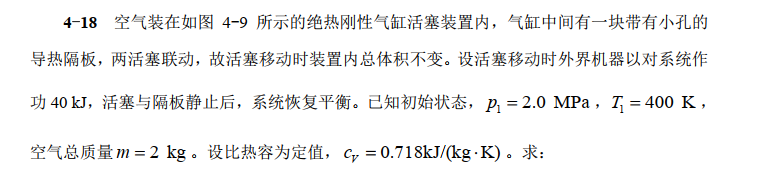 4-18 空气装在如图 4-9 所示的绝热刚性气缸活塞装置内，气缸中间有一块带有小孔的
导热隔板，两活塞联动，故活塞移动时装置内总体积不变。设活塞移动时外界机器以对系统作
功 40 kJ，活塞与隔板静止后，系统恢复平衡。已知初始状态，p₁ = 2.0 MPa，T₁ = 400 K，
空气总质量 m = 2 kg 。设比热容为定值，c_V = 0.718kJ/(kg·K) 。求：